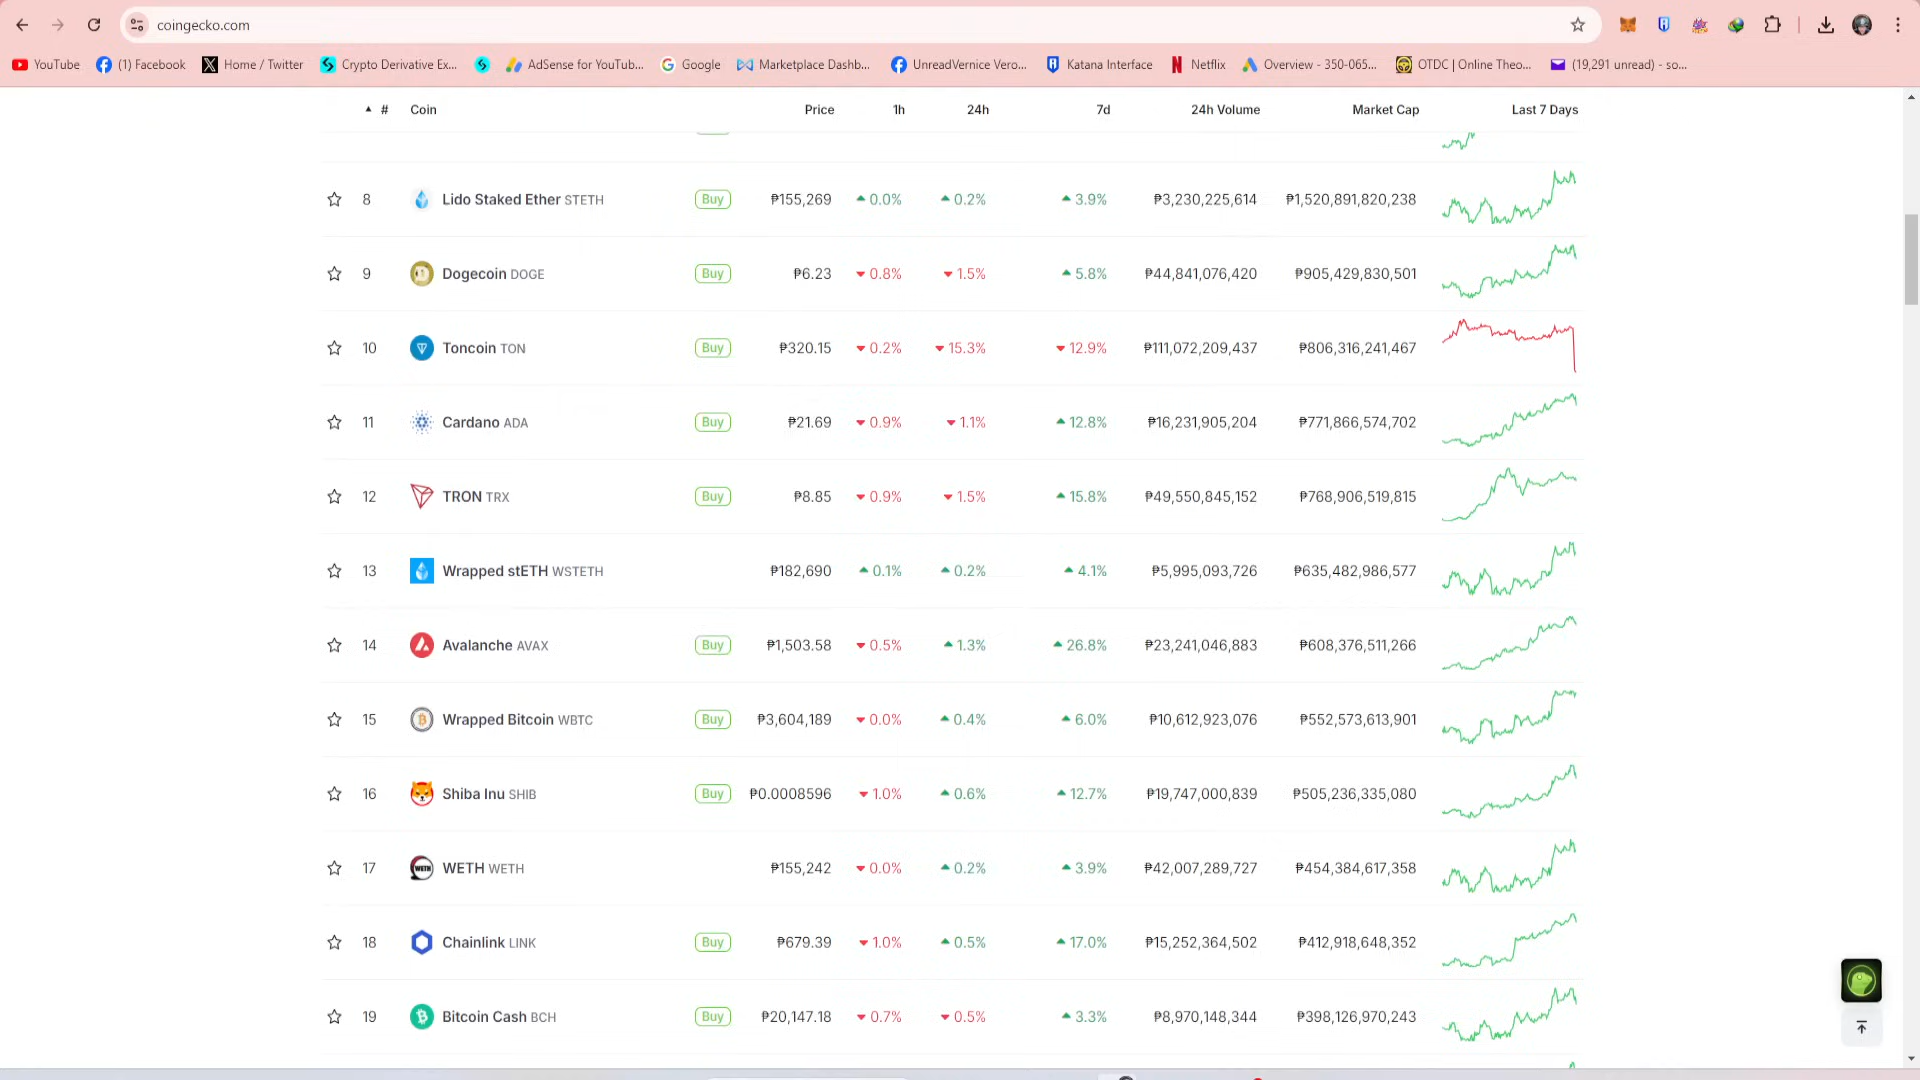 coingecko.com
YouTube (1) Facebook Home / Twitter Crypto Derivative Ex... AdSense for YouTub... Google Marketplace Dashb... UnreadVernice Vero... Katana Interface Netflix Overview - 350-065... OTDC | Online Theo... (19,291 unread) - so...
# Coin Price 1h 24h 7d 24h Volume Market Cap Last 7 Days
8 Lido Staked Ether STETH Buy ₱155,269 0.0% 0.2% 3.9% ₱3,230,225,614 ₱1,520,891,820,238
9 Dogecoin DOGE Buy ₱6.23 0.8% 1.5% 5.8% ₱44,841,076,420 ₱905,429,830,501
10 Toncoin TON Buy ₱320.15 0.2% 15.3% 12.9% ₱111,072,209,437 ₱806,316,241,467
11 Cardano ADA Buy ₱21.69 0.9% 1.1% 12.8% ₱16,231,905,204 ₱771,866,574,702
12 TRON TRX Buy ₱8.85 0.9% 1.5% 15.8% ₱49,550,845,152 ₱768,906,519,815
13 Wrapped stETH WSTETH ₱182,690 0.1% 0.2% 4.1% ₱5,995,093,726 ₱635,482,986,577
14 Avalanche AVAX Buy ₱1,503.58 0.5% 1.3% 26.8% ₱23,241,046,883 ₱608,376,511,266
15 Wrapped Bitcoin WBTC Buy ₱3,604,189 0.0% 0.4% 6.0% ₱10,612,923,076 ₱552,573,613,901
16 Shiba Inu SHIB Buy ₱0.0008596 1.0% 0.6% 12.7% ₱19,747,000,839 ₱505,236,335,080
17 WETH WETH ₱155,242 0.0% 0.2% 3.9% ₱42,007,289,727 ₱454,384,617,358
18 Chainlink LINK Buy ₱679.39 1.0% 0.5% 17.0% ₱15,252,364,502 ₱412,918,648,352
19 Bitcoin Cash BCH Buy ₱20,147.18 0.7% 0.5% 3.3% ₱8,970,148,344 ₱398,126,970,243